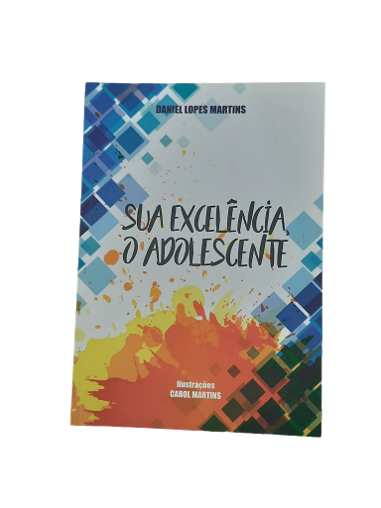 DANIEL LOPES MARTINS
SUA EXCELÊNCIA,
O ADOLESCENTE
Ilustrações
CAROL MARTINS